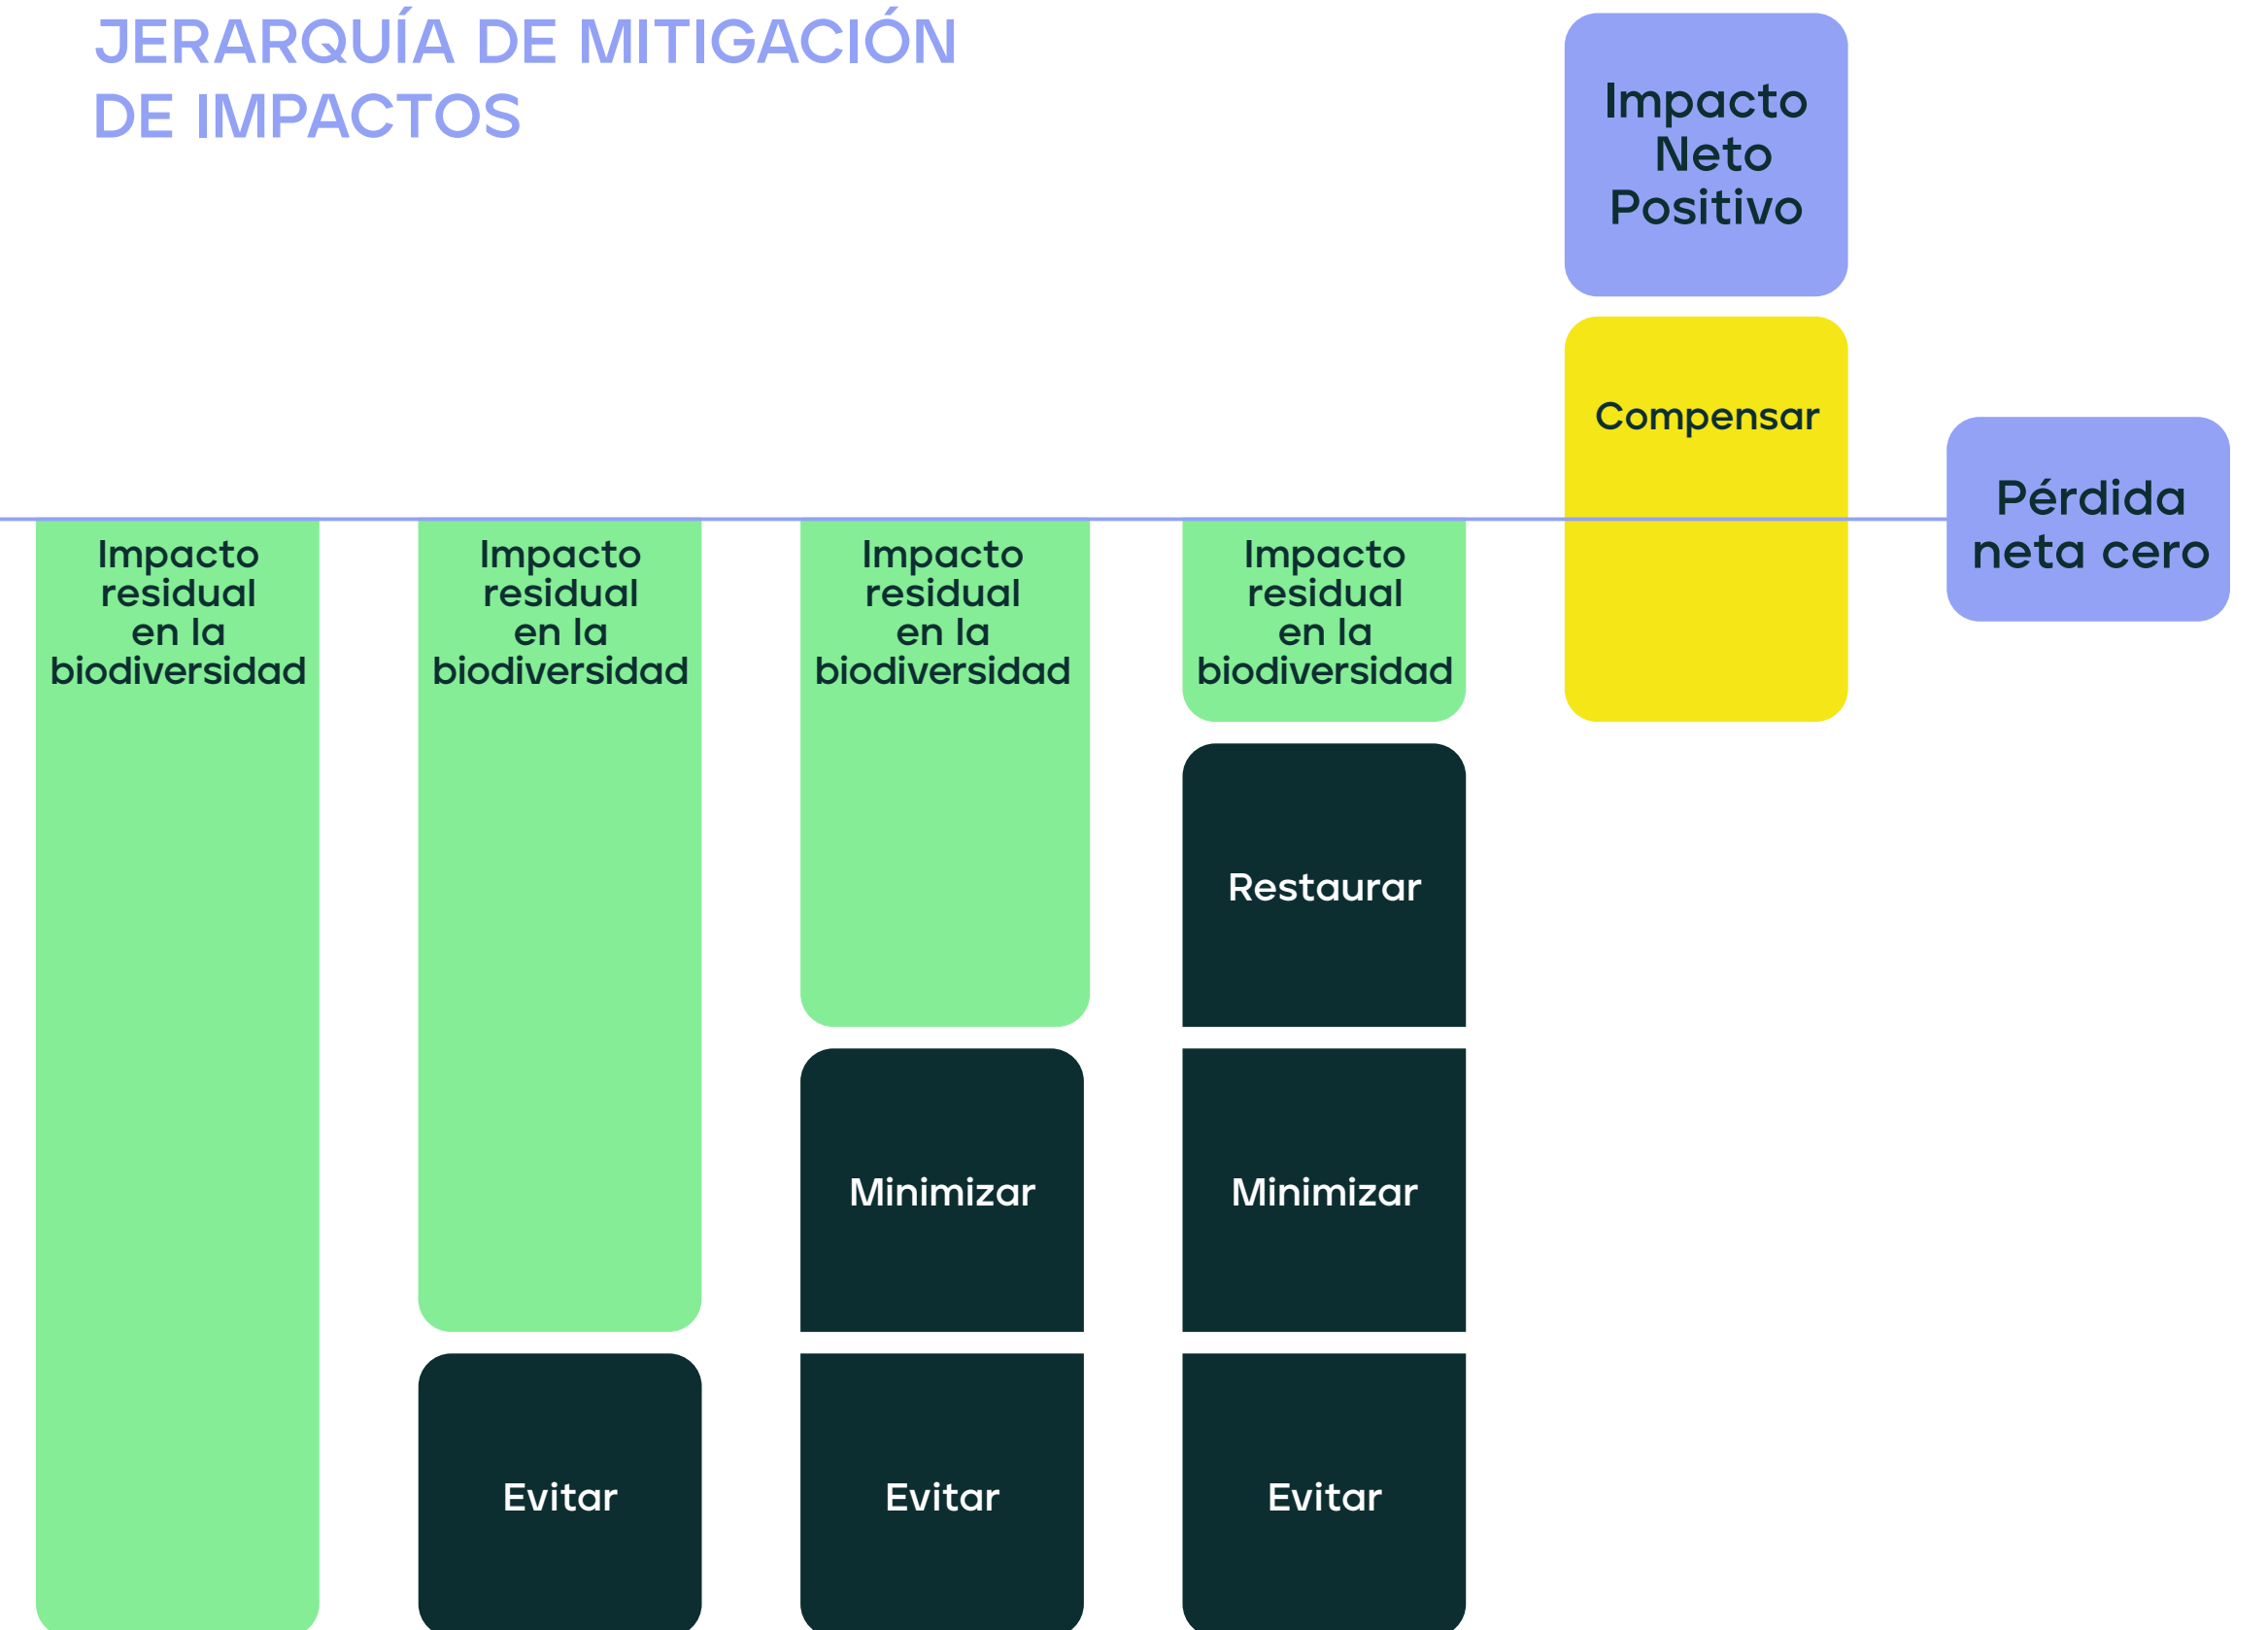 JERARQUÍA DE MITIGACIÓN
DE IMPACTOS
Impacto
residual
en la
biodiversidad
Evitar
Impacto
residual
en la
biodiversidad
Minimizar
Evitar
Impacto
residual
en la
biodiversidad
Restaurar
Minimizar
Evitar
Impacto
residual
en la
biodiversidad
Impacto
Neto
Positivo
Compensar
Pérdida
neta cero